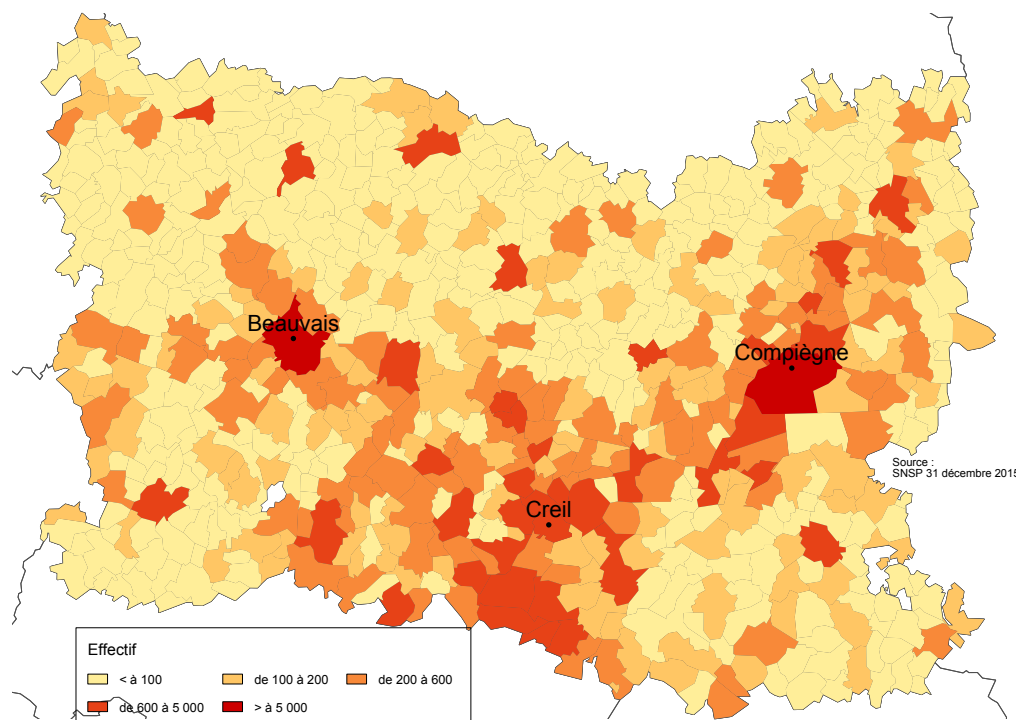 Beauvais
Compiègne
Source :
SNSP 31 décembre 2015
Creil
Effectif
< à 100
de 100 à 200
de 200 à 600
de 600 à 5 000
> à 5 000